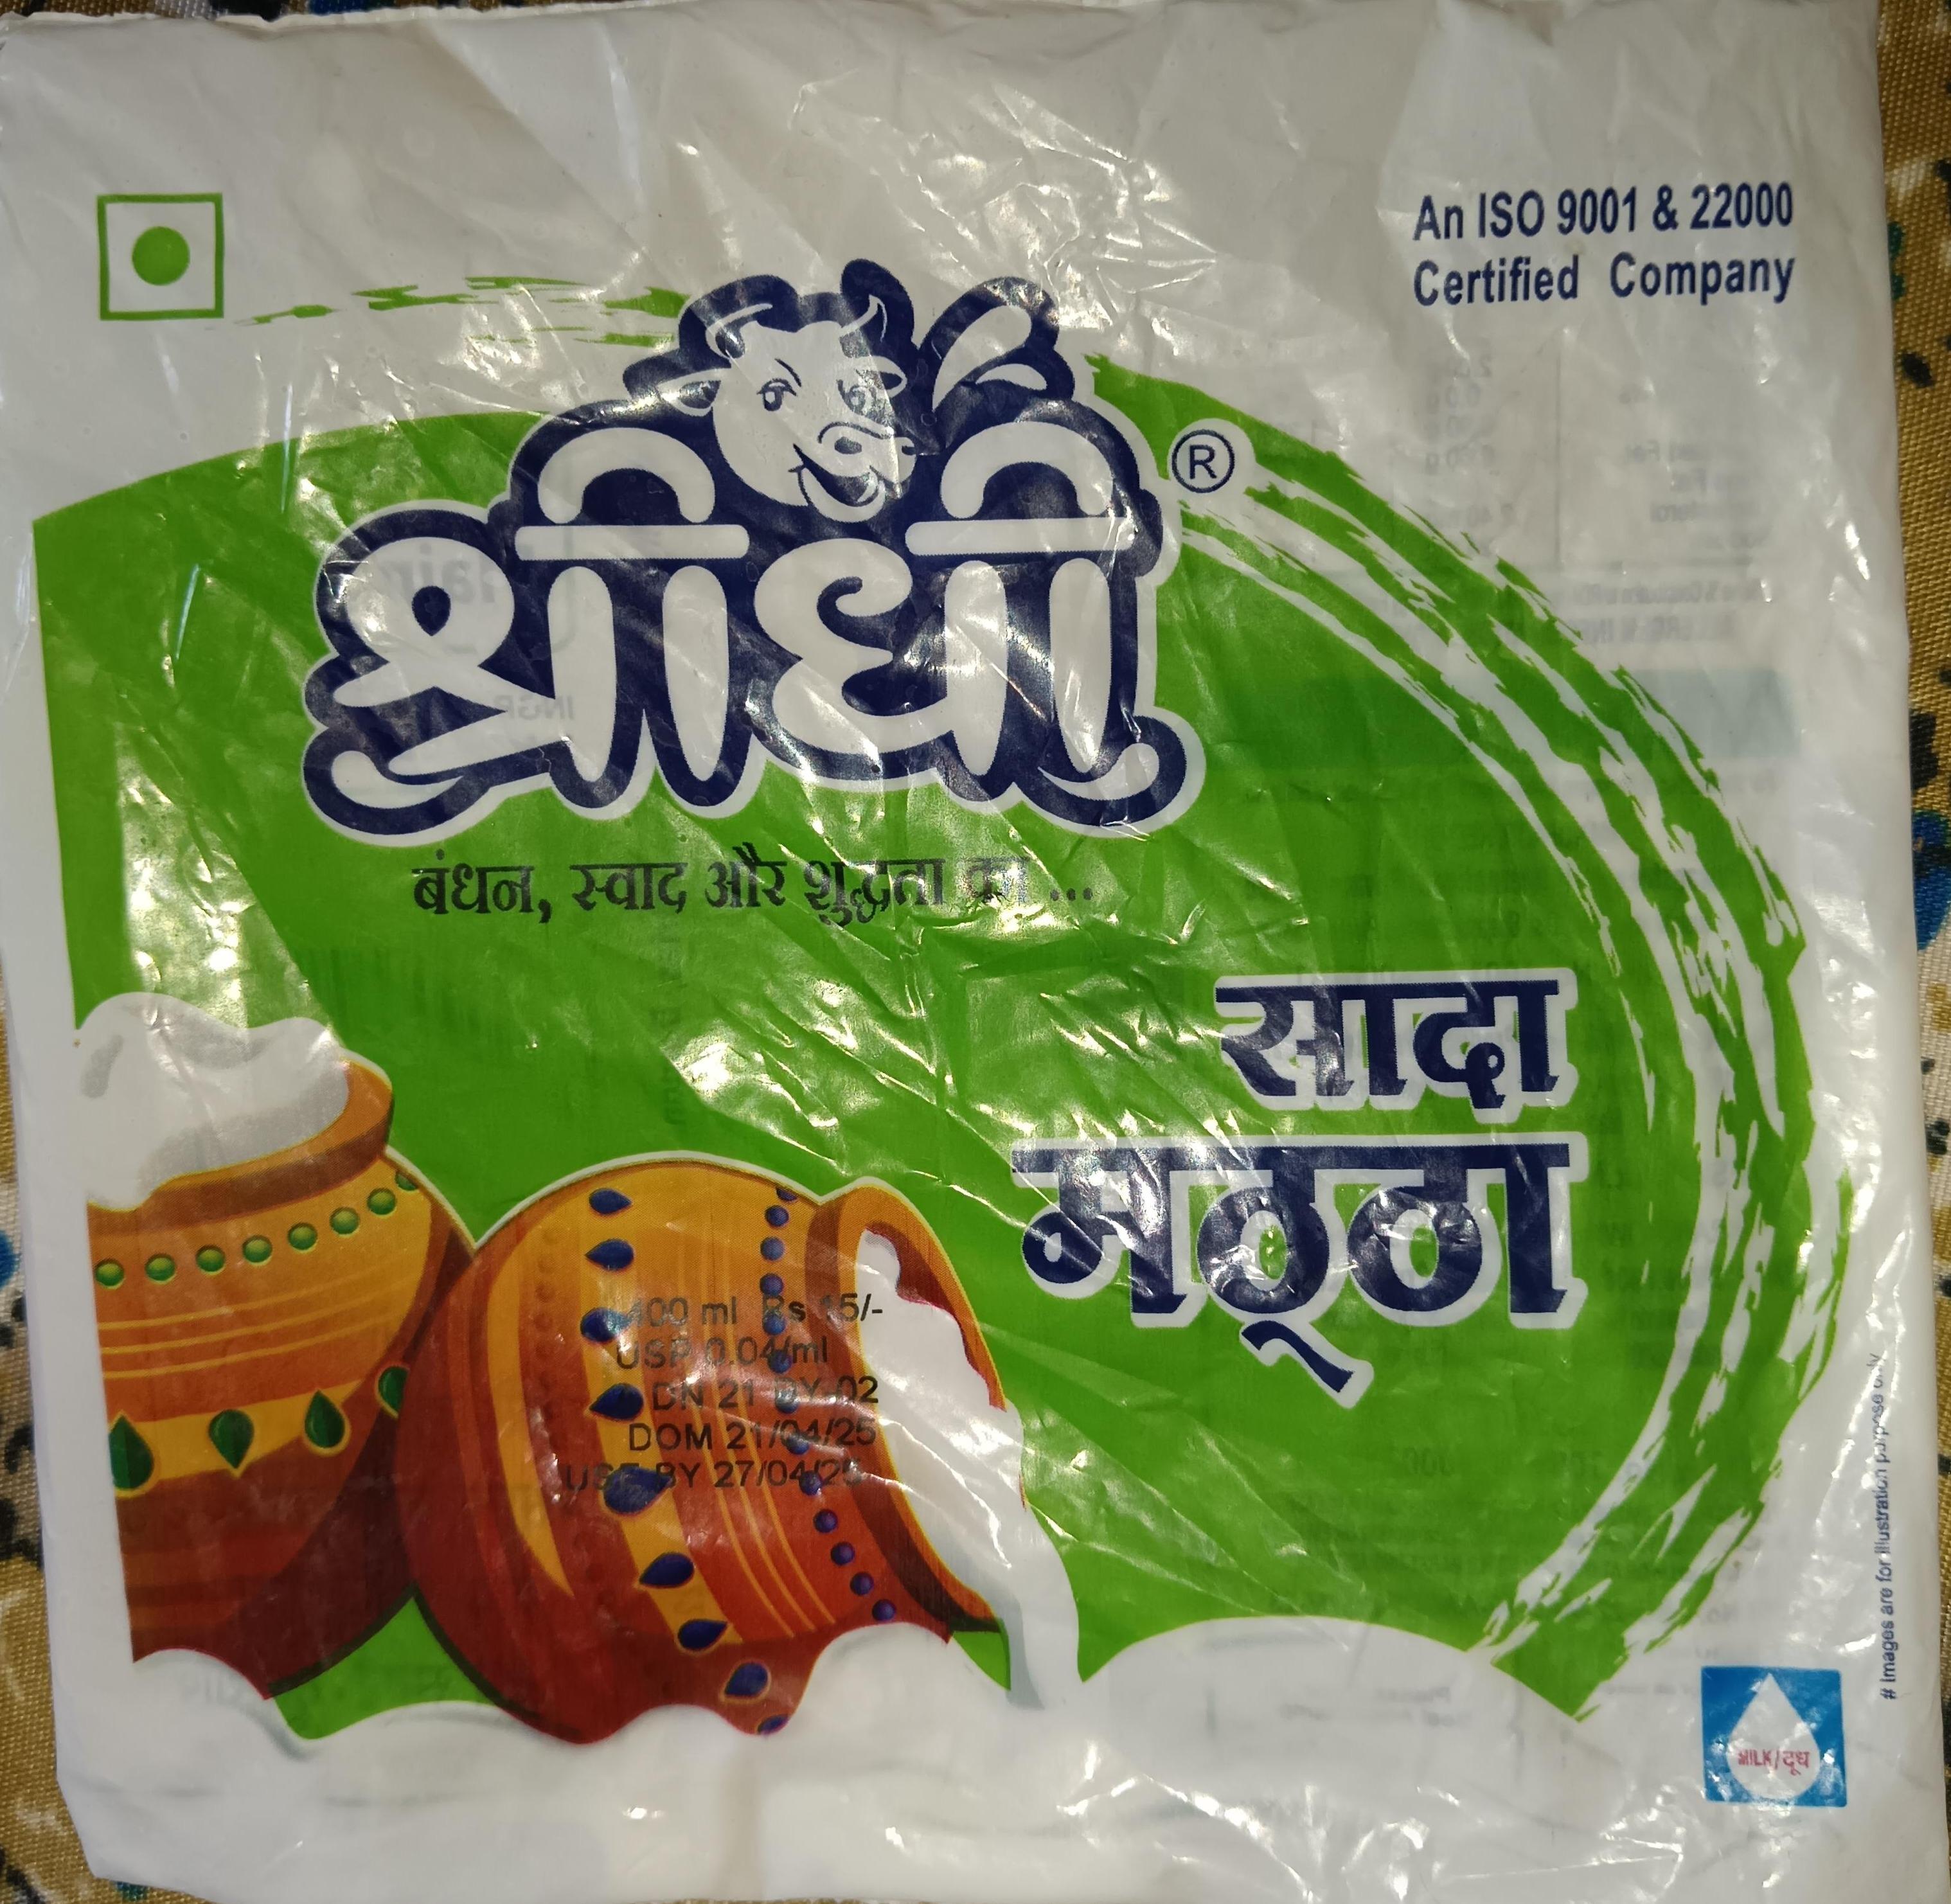 An ISO 9001 & 22000
Certified Company
श्रीधी
®
बंधन, स्वाद और शुद्धता का ...
सादा
मठ्ठा
400 ml Rs 15/-
USP 0.04/ml
DN 21 BY-02
DOM 21/04/25
USE BY 27/04/25
# Images are for illustration purpose only
MILK/दूध